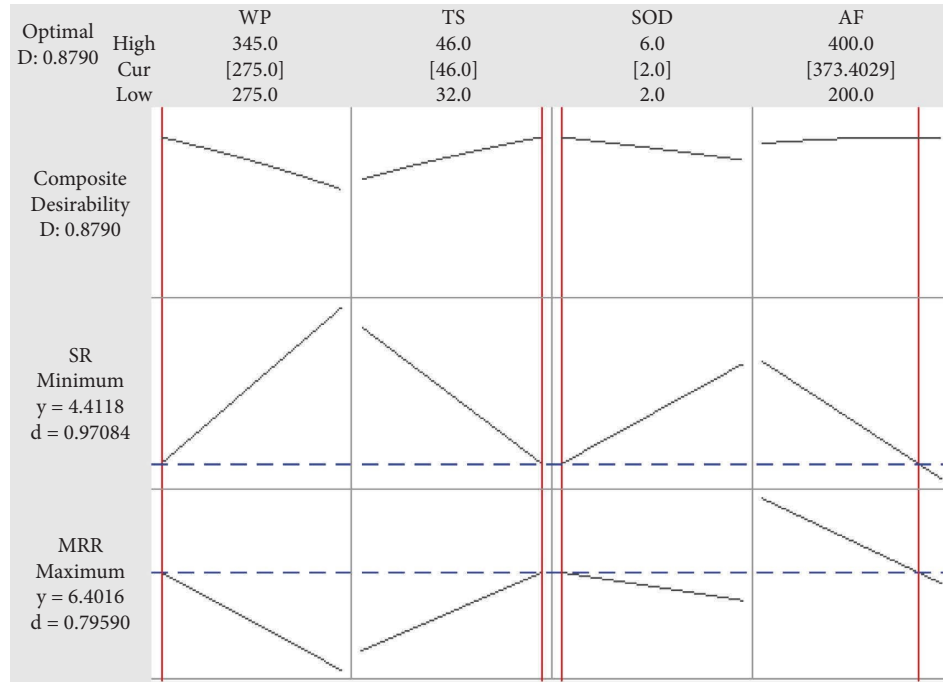 Optimal
D: 0.8790
WP TS SOD AF
High 345.0 46.0 6.0 400.0
Cur [275.0] [46.0] [2.0] [373.4029]
Low 275.0 32.0 2.0 200.0
Composite
Desirability
D: 0.8790
SR
Minimum
y = 4.4118
d = 0.97084
MRR
Maximum
y = 6.4016
d = 0.79590